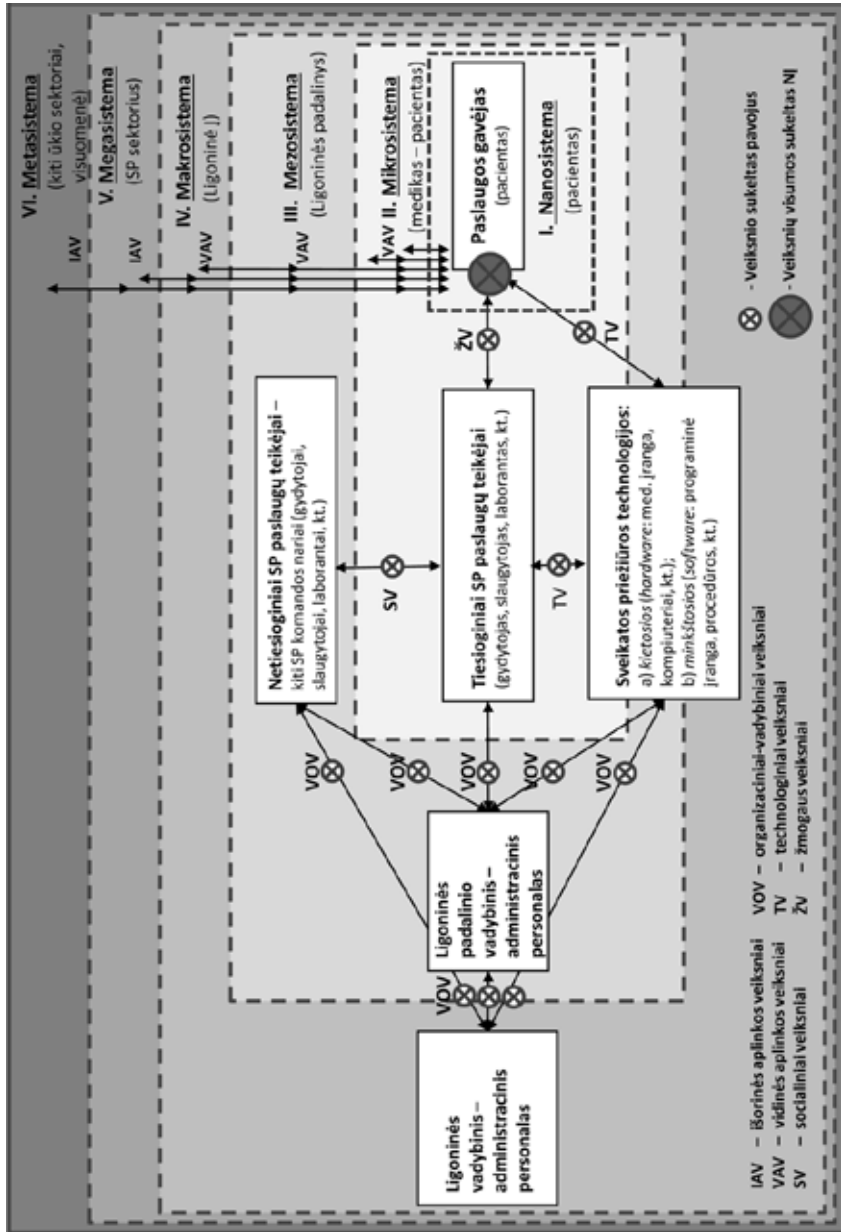 VI. Metasistema
(kiti ūkio sektoriai,
visuomenė)
IAV
V. Megasistema
(SP sektorius)
IAV
IV. Makrosistema
(Ligoninė)
VAV
III. Mezosistema
(Ligoninės padalinys)
VAV
II. Mikrosistema
(medikas – pacientas)
VAV
Paslaugos gavėjas
(pacientas)
I. Nanosistema
(pacientas)
Netiesioginiai SP paslaugų teikėjai –
kiti SP komandos nariai (gydytojai,
slaugytojai, laborantai, kt.)
SV
ŽV
Tiesioginiai SP paslaugų teikėjai
(gydytojas, slaugytojas, laborantas, kt.)
TV
TV
Sveikatos priežiūros technologijos:
a) kietosios (hardware: med. įranga,
kompiuteriai, kt.);
b) minkštosios (software: programinė
įranga, procedūros, kt.)
VOV
VOV
VOV
VOV
VOV
Ligoninės
padalinio
vadybinis–
administracinis
personalas
VOV
Ligoninės
vadybinis–
administracinis
personalas
IAV – išorinės aplinkos veiksniai
VAV – vidinės aplinkos veiksniai
SV – socialiniai veiksniai
VOV – organizaciniai-vadybiniai veiksniai
TV – technologiniai veiksniai
ŽV – žmogaus veiksniai
- Veiksnio sukeltas pavojus
- Veiksnių visumos sukeltas NĮ